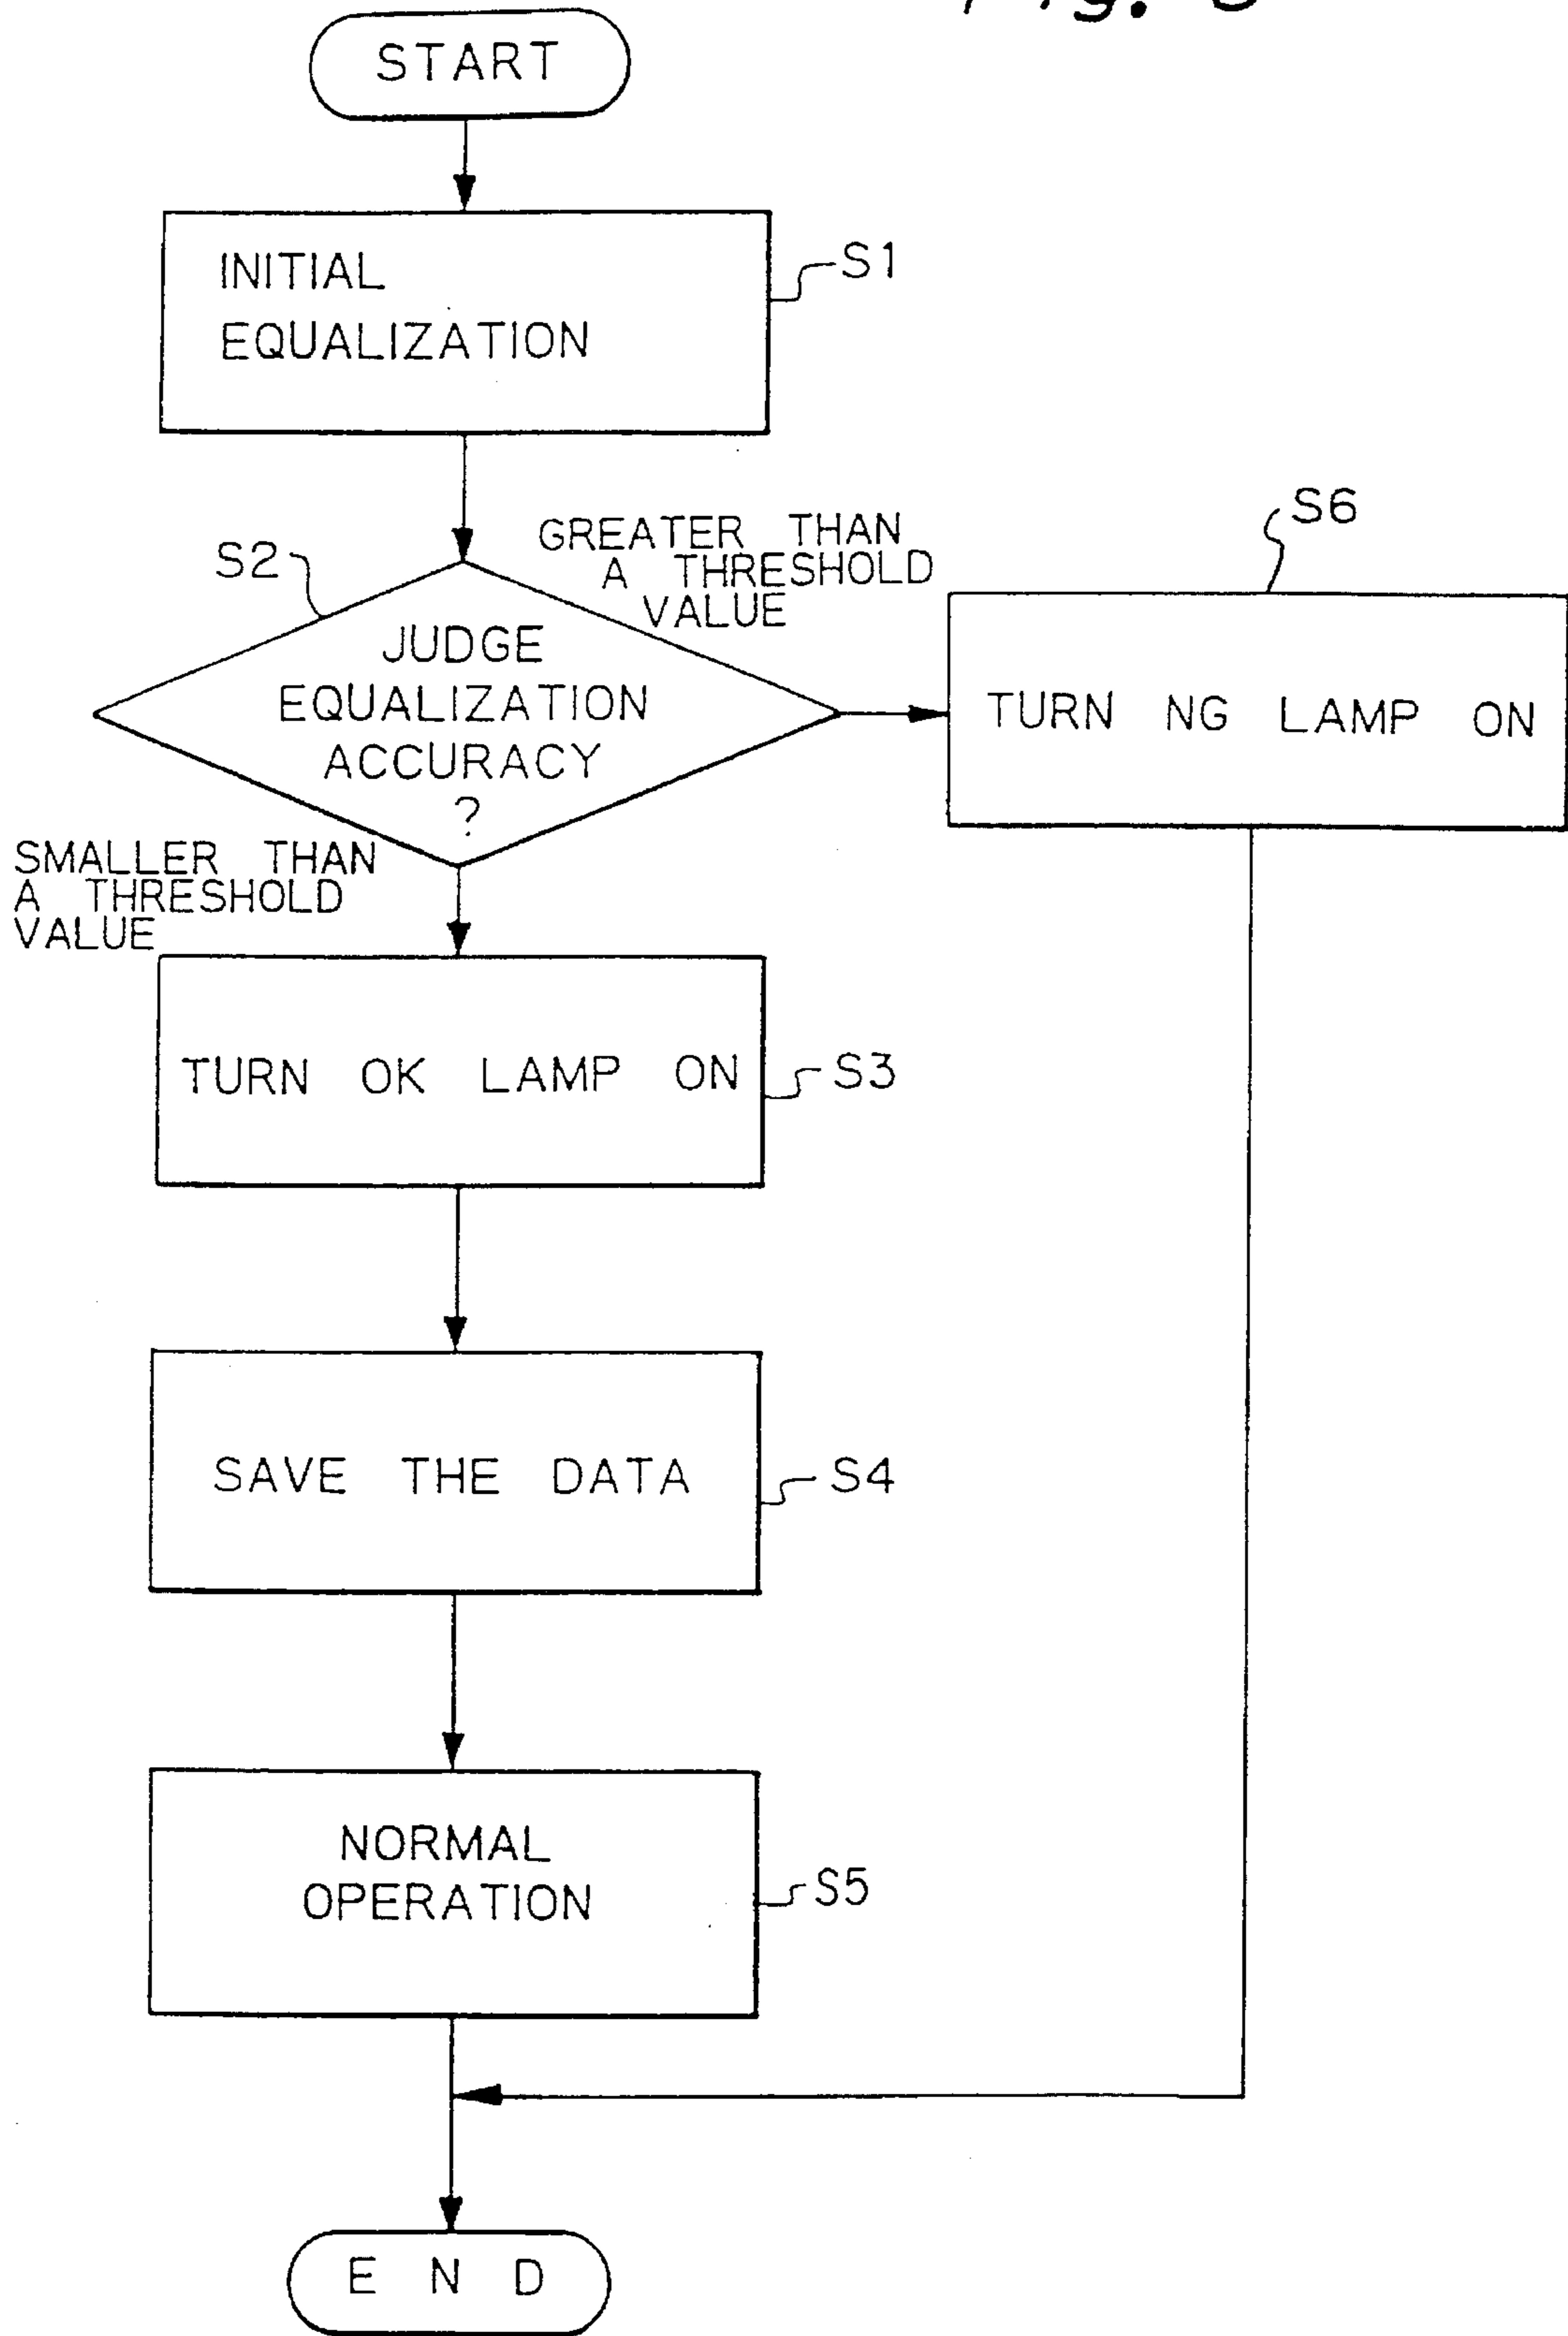 START
INITIAL
EQUALIZATION
S1
S2
GREATER THAN
A THRESHOLD
VALUE
JUDGE
EQUALIZATION
ACCURACY
?
S6
TURN NG LAMP ON
SMALLER THAN
A THRESHOLD
VALUE
TURN OK LAMP ON
S3
SAVE THE DATA
S4
NORMAL
OPERATION
S5
E N D